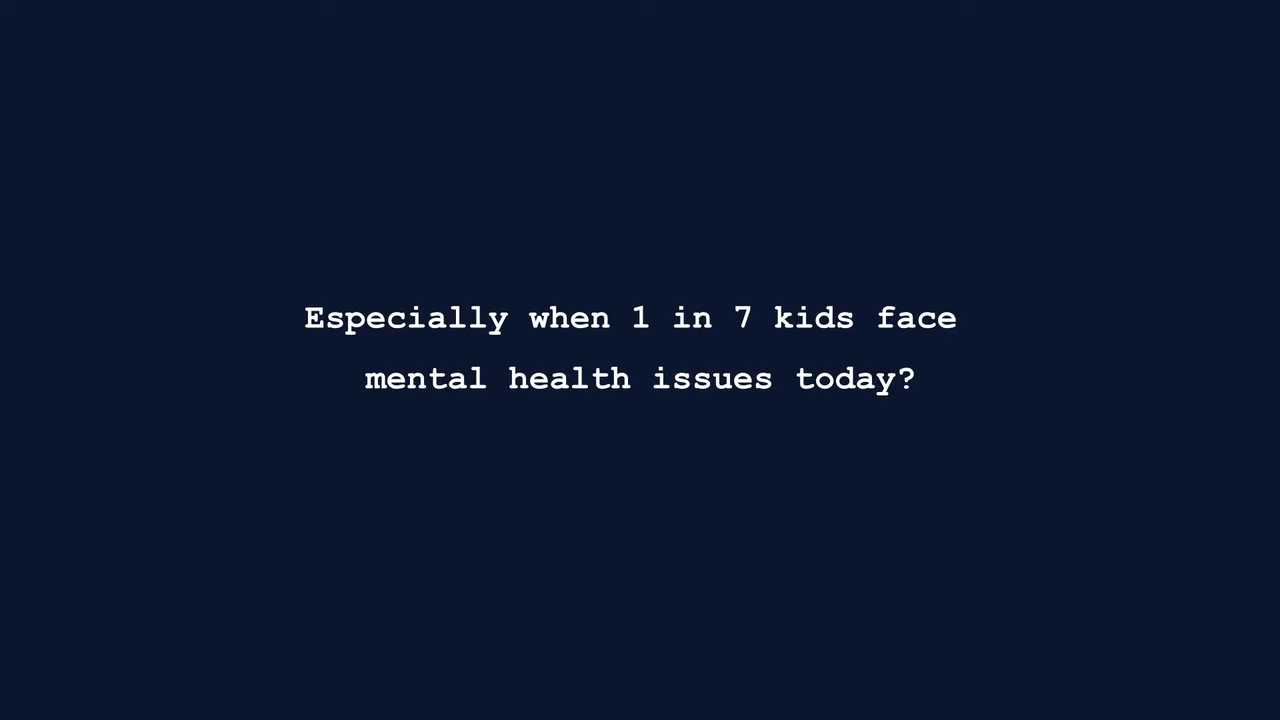 Especially when 1 in 7 kids face
mental health issues today?